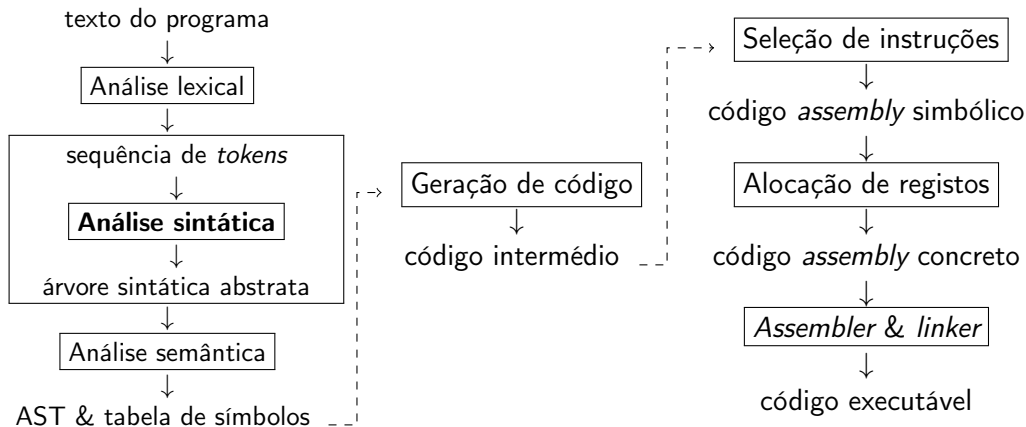 texto do programa
Análise lexical
sequência de tokens
Análise sintática
árvore sintática abstrata
Análise semântica
AST & tabela de símbolos
Geração de código
código intermédio
Seleção de instruções
código assembly simbólico
Alocação de registos
código assembly concreto
Assembler & linker
código executável